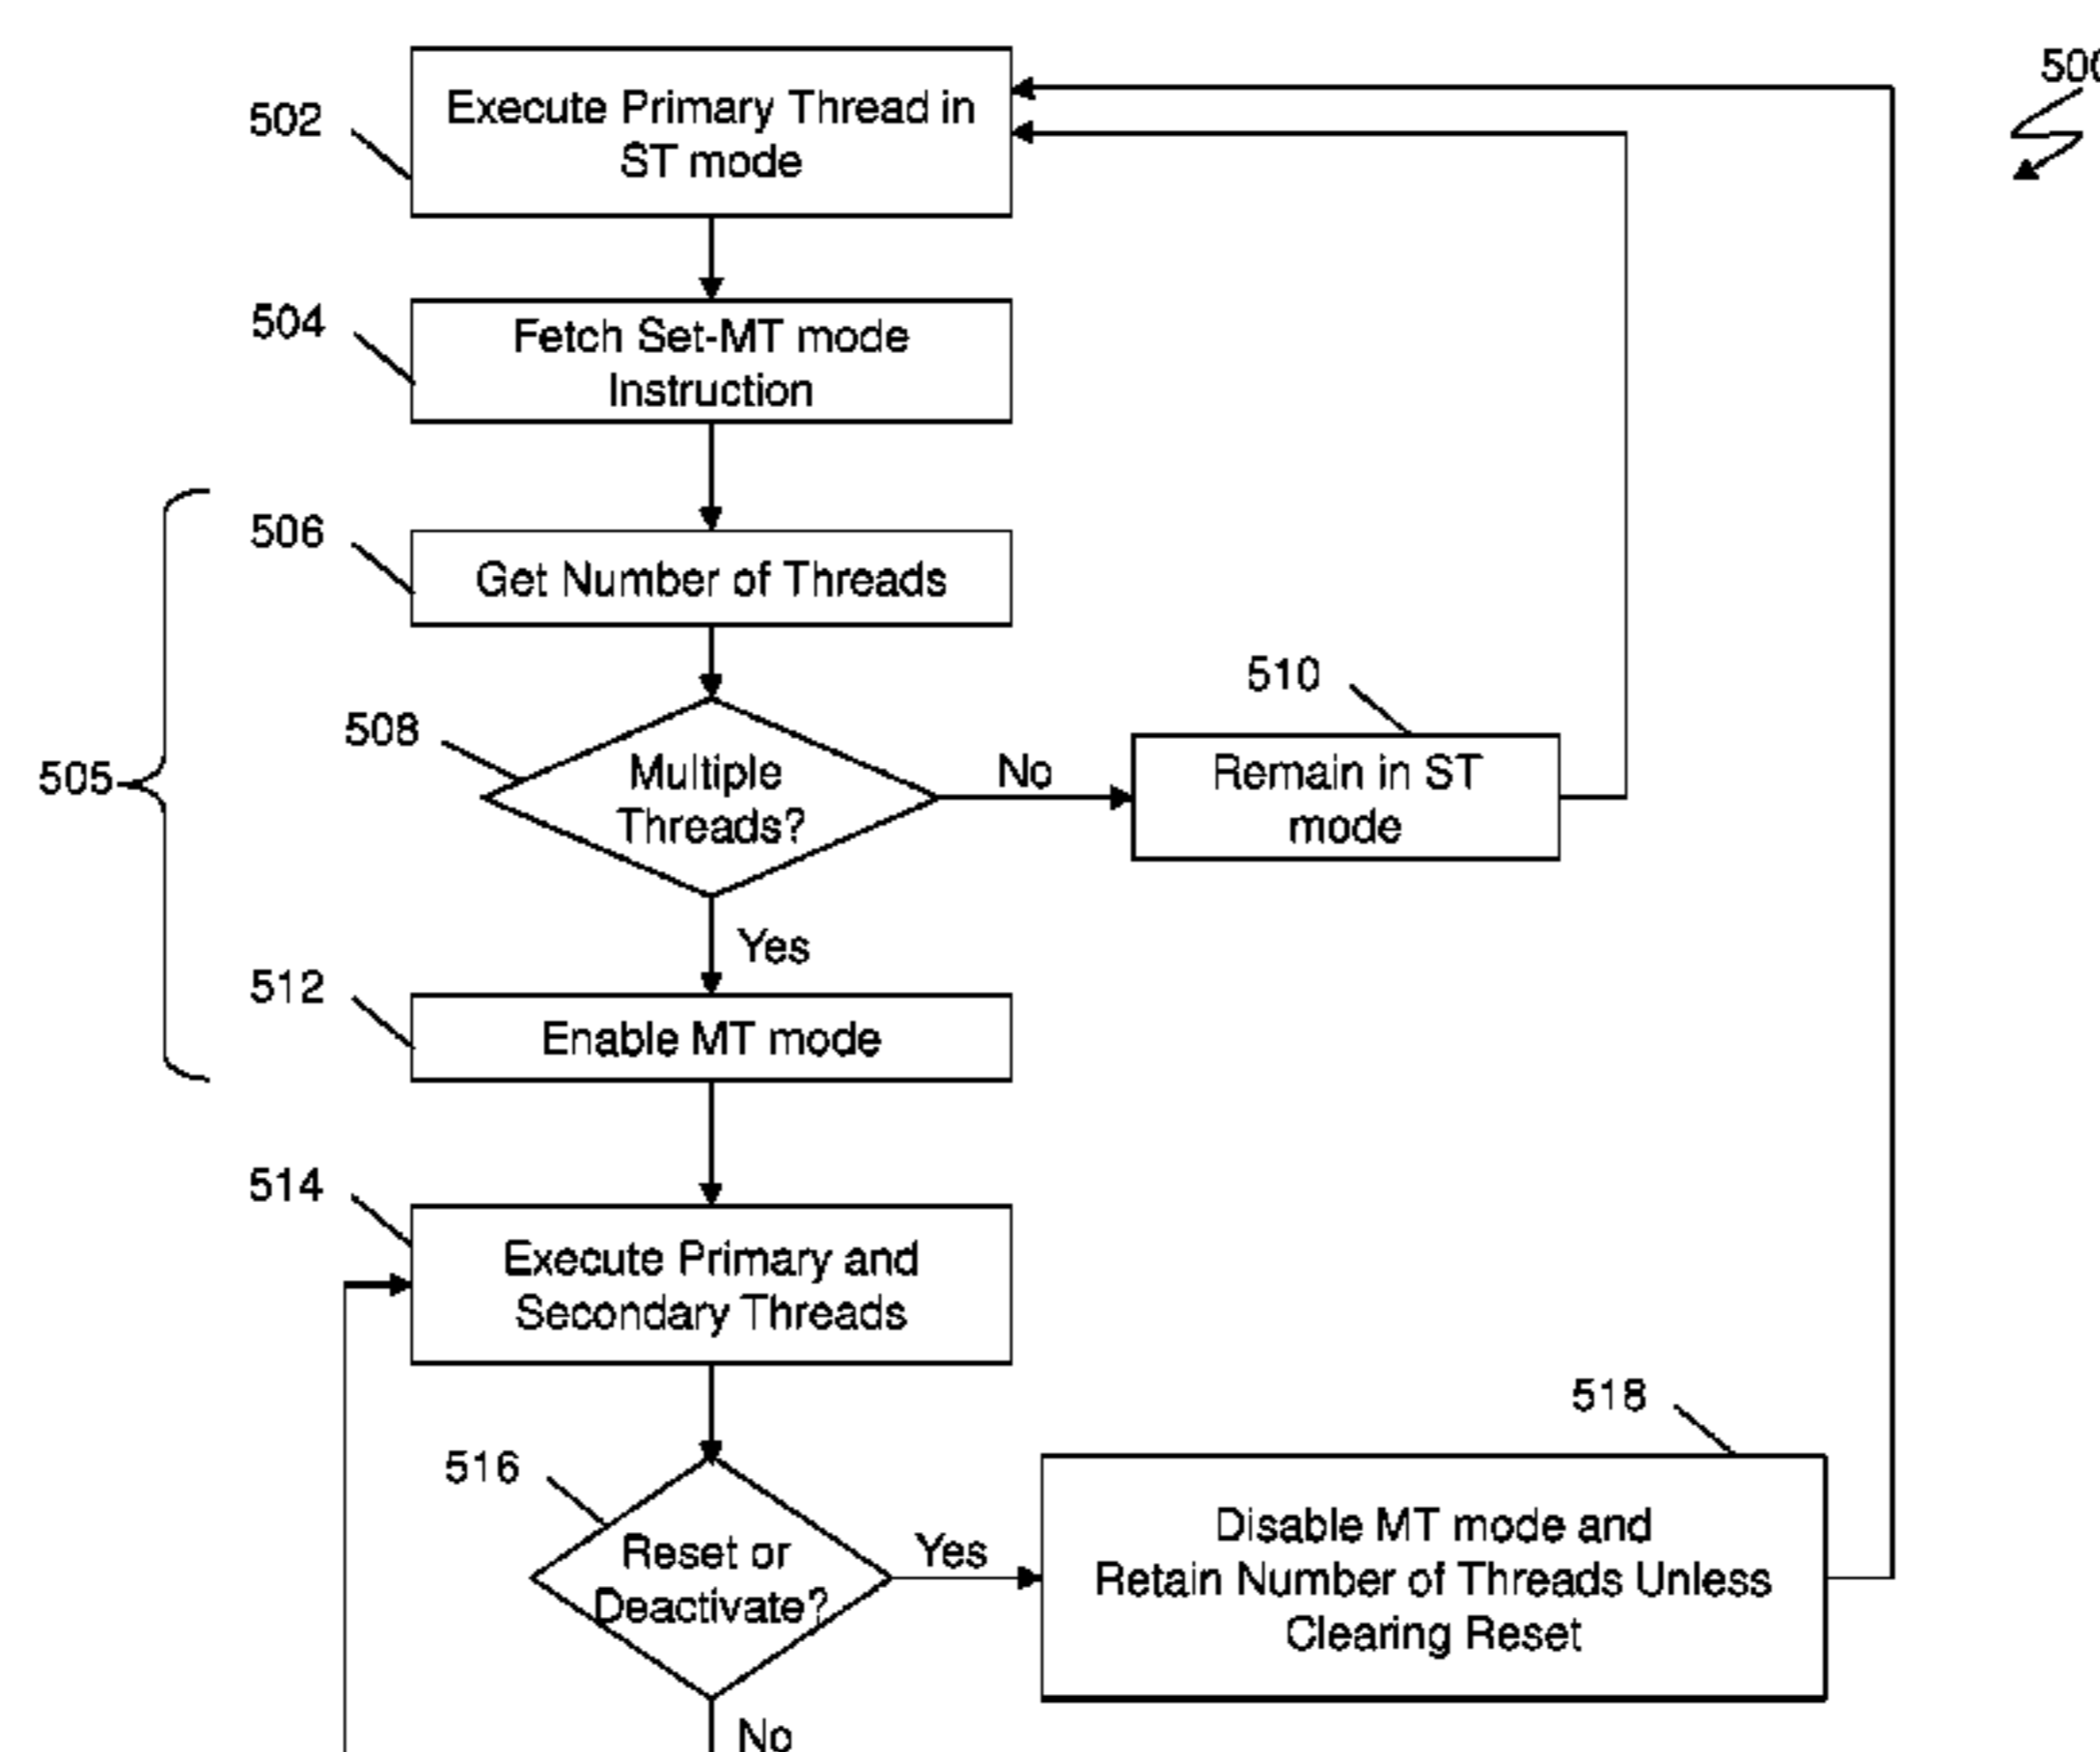 500
502
Execute Primary Thread in
ST mode
504
Fetch Set-MT mode
Instruction
505
506
Get Number of Threads
508
Multiple
Threads?
No
510
Remain in ST
mode
Yes
512
Enable MT mode
514
Execute Primary and
Secondary Threads
516
Reset or
Deactivate?
Yes
518
Disable MT mode and
Retain Number of Threads Unless
Clearing Reset
No